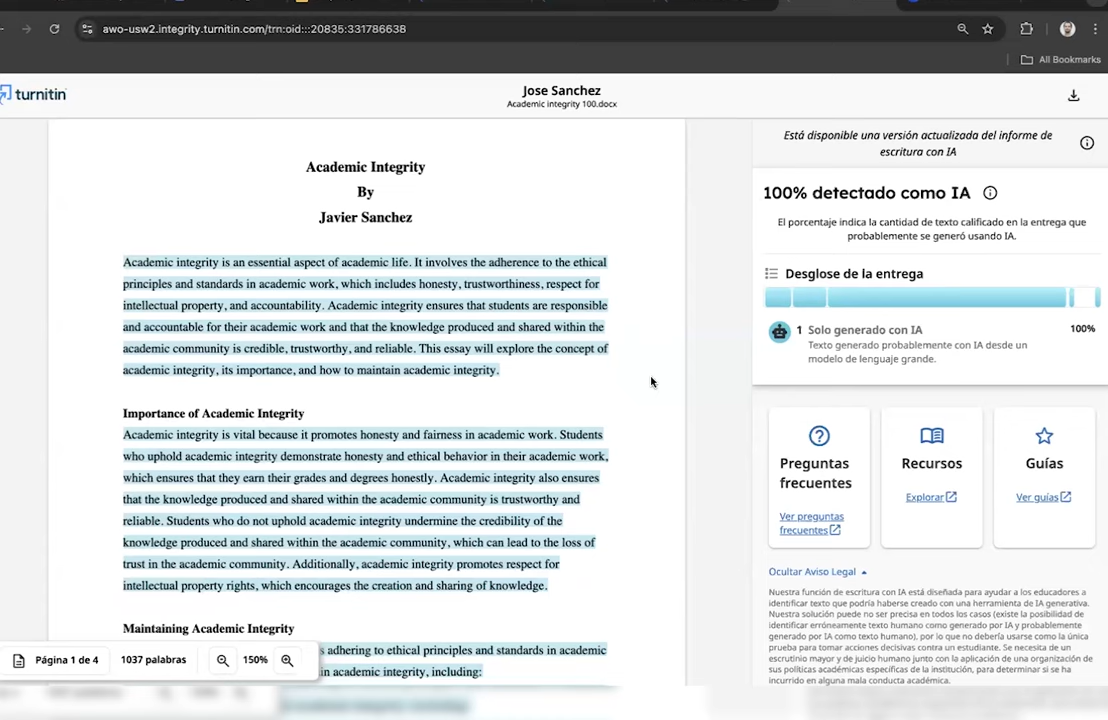 awo-usw2.integrity.turnitin.com/trn:oid:::20835:331786638
All Bookmarks
turnitin
Jose Sanchez
Academic integrity 100.docx
Academic Integrity
By
Javier Sanchez
Academic integrity is an essential aspect of academic life. It involves the adherence to the ethical
principles and standards in academic work, which includes honesty, trustworthiness, respect for
intellectual property, and accountability. Academic integrity ensures that students are responsible
and accountable for their academic work and that the knowledge produced and shared within the
academic community is credible, trustworthy, and reliable. This essay will explore the concept of
academic integrity, its importance, and how to maintain academic integrity.
Importance of Academic Integrity
Academic integrity is vital because it promotes honesty and fairness in academic work. Students
who uphold academic integrity demonstrate honesty and ethical behavior in their academic work,
which ensures that they earn their grades and degrees honestly. Academic integrity also ensures
that the knowledge produced and shared within the academic community is trustworthy and
reliable. Students who do not uphold academic integrity undermine the credibility of the
knowledge produced and shared within the academic community, which can lead to the loss of
trust in the academic community. Additionally, academic integrity promotes respect for
intellectual property rights, which encourages the creation and sharing of knowledge.
Maintaining Academic Integrity
s adhering to ethical principles and standards in academic
in academic integrity, including:
Página 1 de 4
1037 palabras
150%
Está disponible una versión actualizada del informe de
escritura con IA
100% detectado como IA
El porcentaje indica la cantidad de texto calificado en la entrega que
probablemente se generó usando IA.
Desglose de la entrega
1 Solo generado con IA 100%
Texto generado probablemente con IA desde un
modelo de lenguaje grande.
Preguntas
frecuentes
Ver preguntas
frecuentes
Recursos
Explorar
Guías
Ver guías
Ocultar Aviso Legal
Nuestra función de escritura con IA está diseñada para ayudar a los educadores a
identificar texto que podría haberse creado con una herramienta de IA generativa.
Nuestra solución puede no ser precisa en todos los casos (existe la posibilidad de
identificar erróneamente texto humano como generado por IA y probablemente
generado por IA como texto humano), por lo que no debería usarse como la única
prueba para tomar acciones decisivas contra un estudiante. Se necesita de un
escrutinio mayor y de juicio humano junto con la aplicación de una organización de
sus políticas académicas específicas de la institución, para determinar si se ha
incurrido en alguna mala conducta académica.